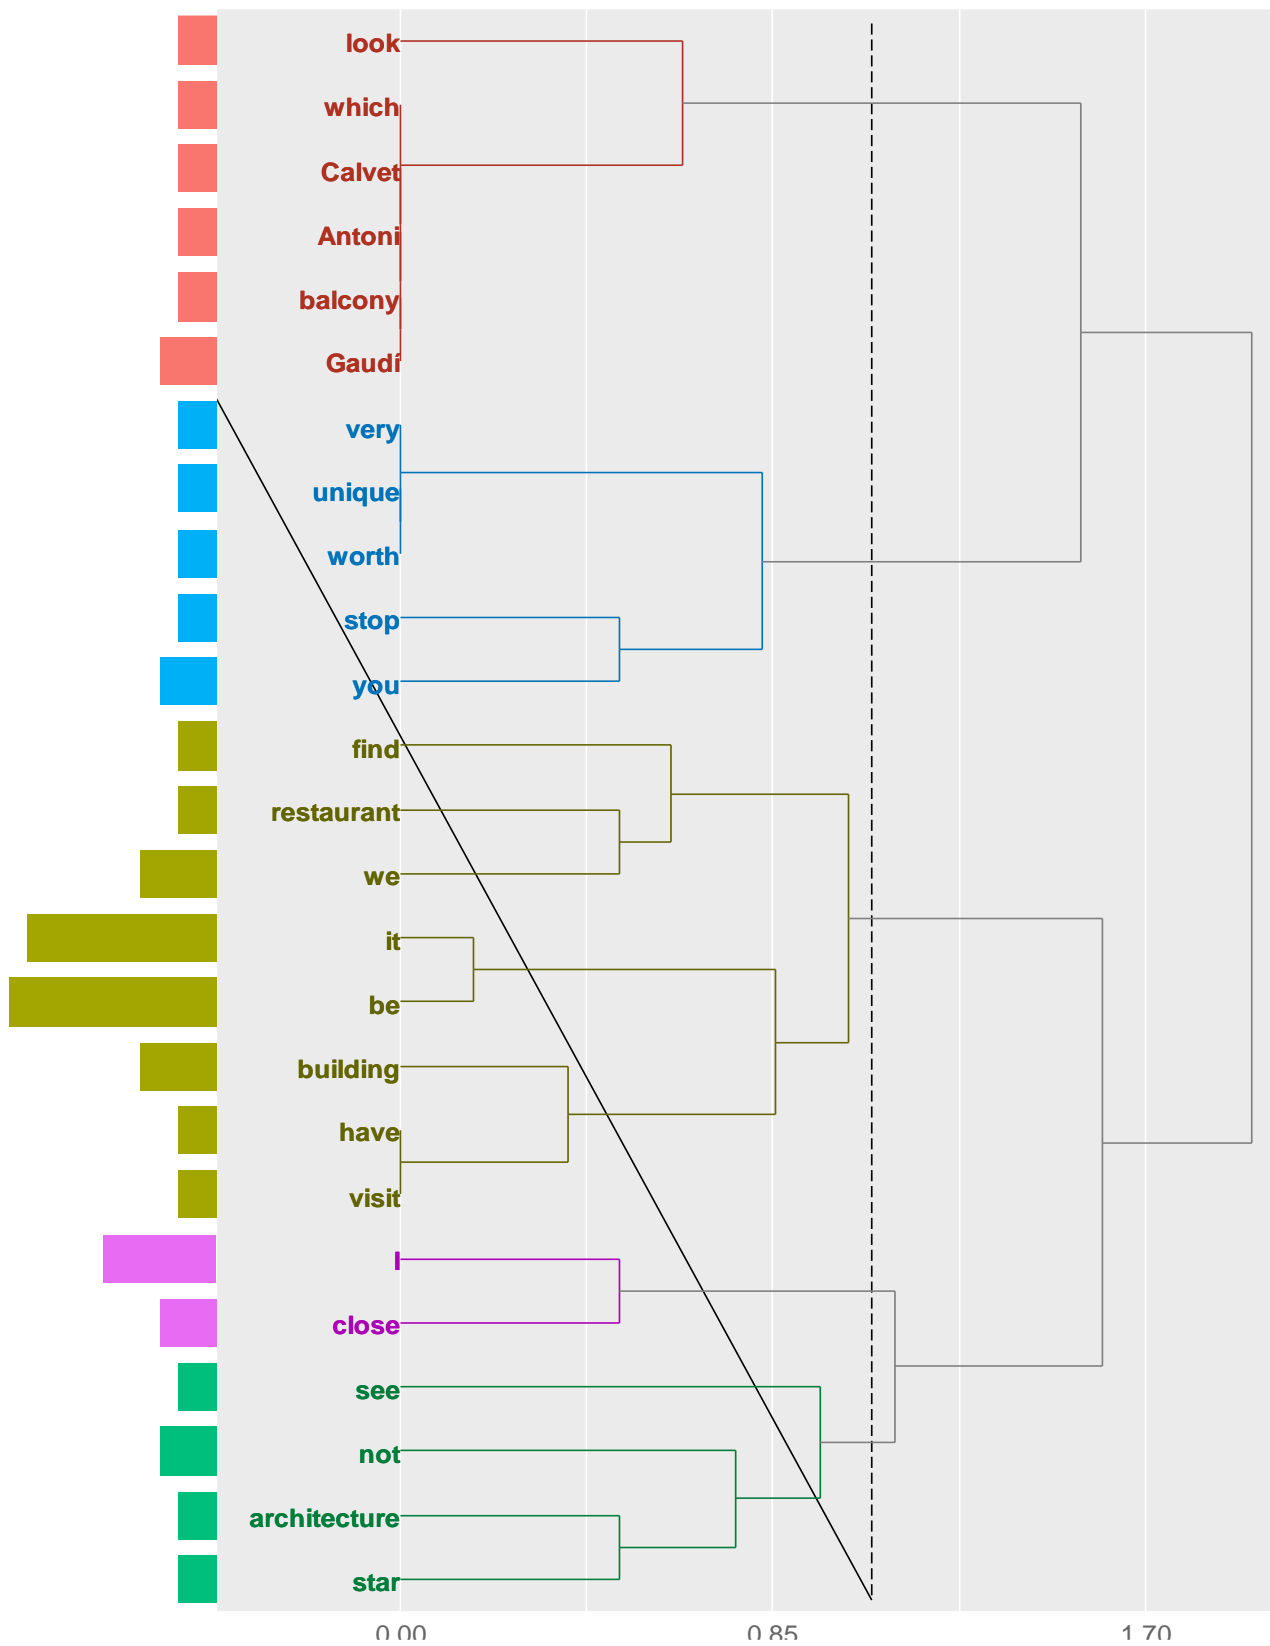 look
which
Calvet
Antoni
balcony
Gaudí
very
unique
worth
stop
you
find
restaurant
we
it
be
building
have
visit
I
close
see
not
architecture
star
0.00 0.85 1.70